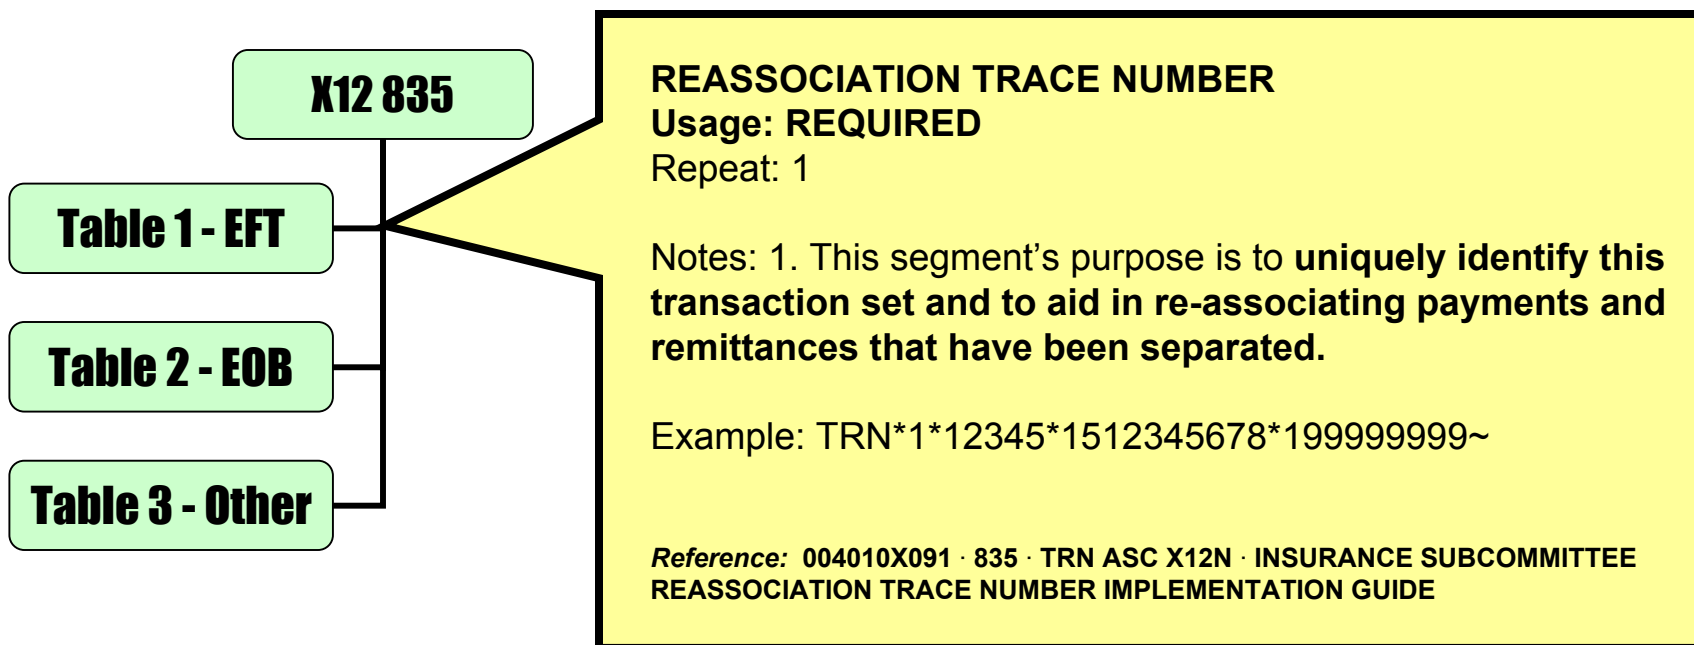 X12 835
Table 1 - EFT
Table 2 - EOB
Table 3 - Other
REASSOCIATION TRACE NUMBER
Usage: REQUIRED
Repeat: 1
Notes: 1. This segment’s purpose is to uniquely identify this
transaction set and to aid in re-associating payments and
remittances that have been separated.
Example: TRN*1*12345*1512345678*199999999~
Reference: 004010X091 · 835 · TRN ASC X12N · INSURANCE SUBCOMMITTEE
REASSOCIATION TRACE NUMBER IMPLEMENTATION GUIDE